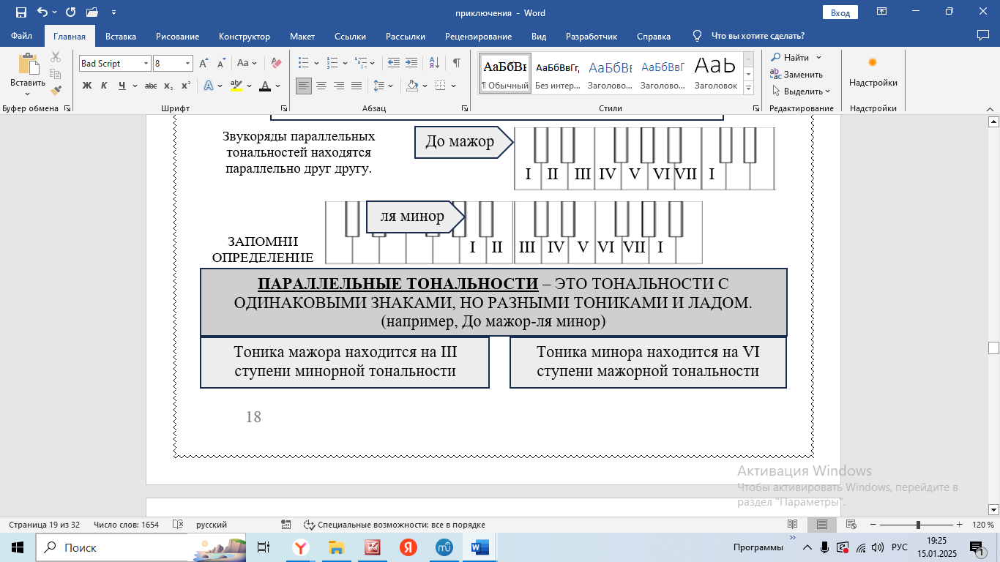 приключения - Word
Вход
Файл
Главная
Вставка
Рисование
Конструктор
Макет
Ссылки
Рассылки
Рецензирование
Вид
Разработчик
Справка
Что вы хотите сделать?
Вставить
Буфер обмена
Bad Script
8
Aa
Ж К Ч abc x₂ x²
Шрифт
Абзац
АаБбВı АаБбВвГг, АаБбВı АаБбВвГ АаЬ
¶ Обычный
Без интер...
Заголово...
Заголово...
Заголовок
Стили
Найти
Заменить
Выделить
Редактирование
Надстройки
Надстройки
Звукоряды параллельных
тональностей находятся
параллельно друг другу.
До мажор
I II III IV V VI VII I
ля минор
I II III IV V VI VII I
ЗАПОМНИ
ОПРЕДЕЛЕНИЕ
ПАРАЛЛЕЛЬНЫЕ ТОНАЛЬНОСТИ – ЭТО ТОНАЛЬНОСТИ С
ОДИНАКОВЫМИ ЗНАКАМИ, НО РАЗНЫМИ ТОНИКАМИ И ЛАДОМ.
(например, До мажор-ля минор)
Тоника мажора находится на III
ступени минорной тональности
Тоника минора находится на VI
ступени мажорной тональности
18
Активация Windows
Чтобы активировать Windows, перейдите в
раздел "Параметры".
Страница 19 из 32
Число слов: 1654
русский
Специальные возможности: все в порядке
120 %
Поиск
Программы
РУС
19:25
15.01.2025
1